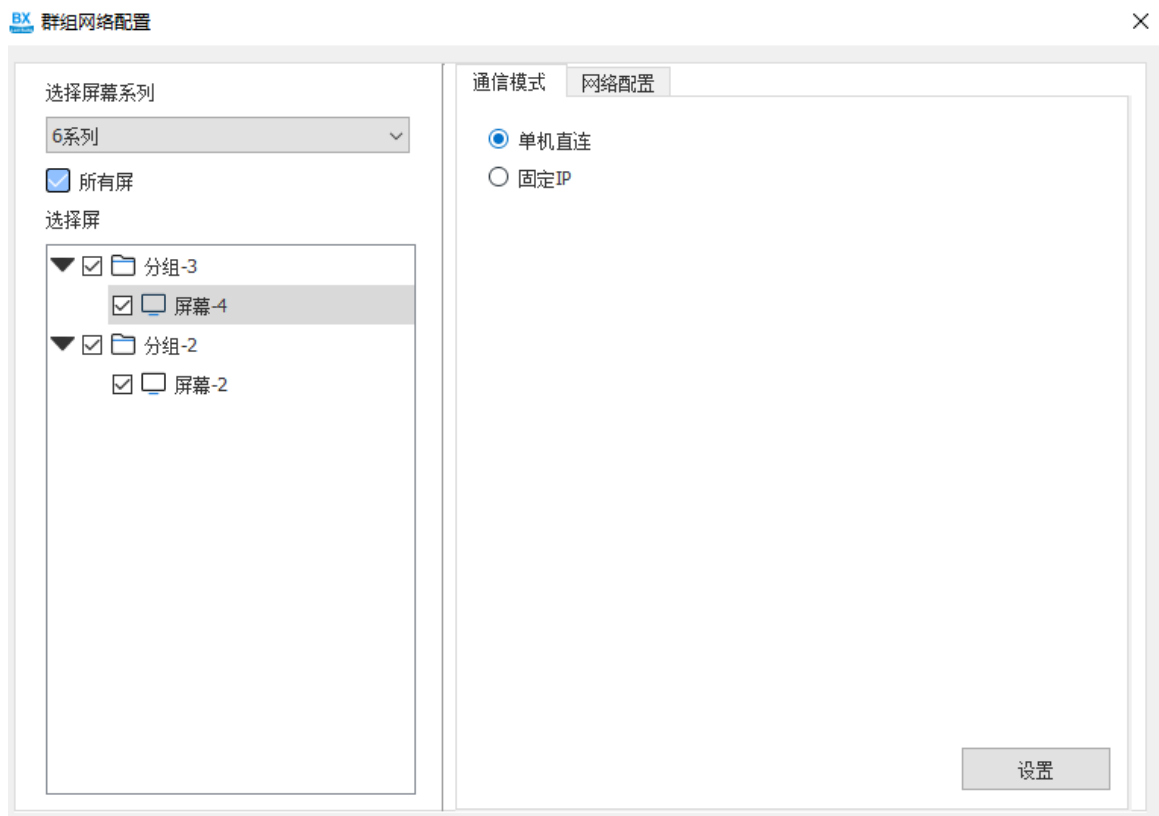 BX 群组网络配置
选择屏幕系列
6系列
所有屏
选择屏
分组-3
屏幕-4
分组-2
屏幕-2
通信模式
网络配置
单机直连
固定IP
设置